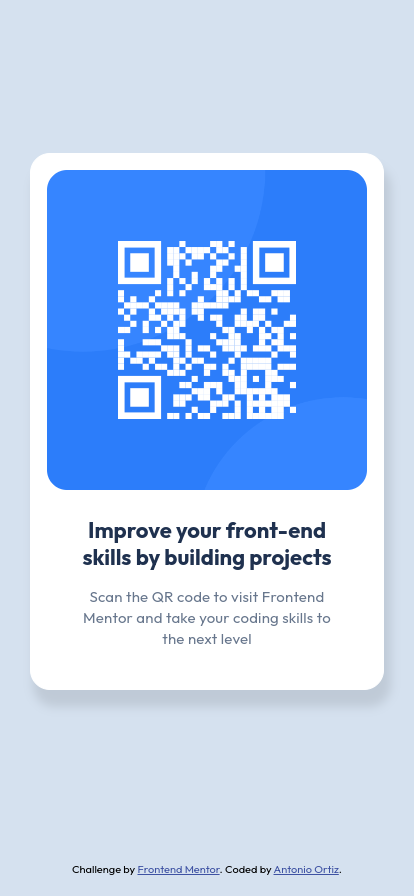 Improve your front-end
skills by building projects
Scan the QR code to visit Frontend
Mentor and take your coding skills to
the next level
Challenge by Frontend Mentor. Coded by Antonio Ortiz.